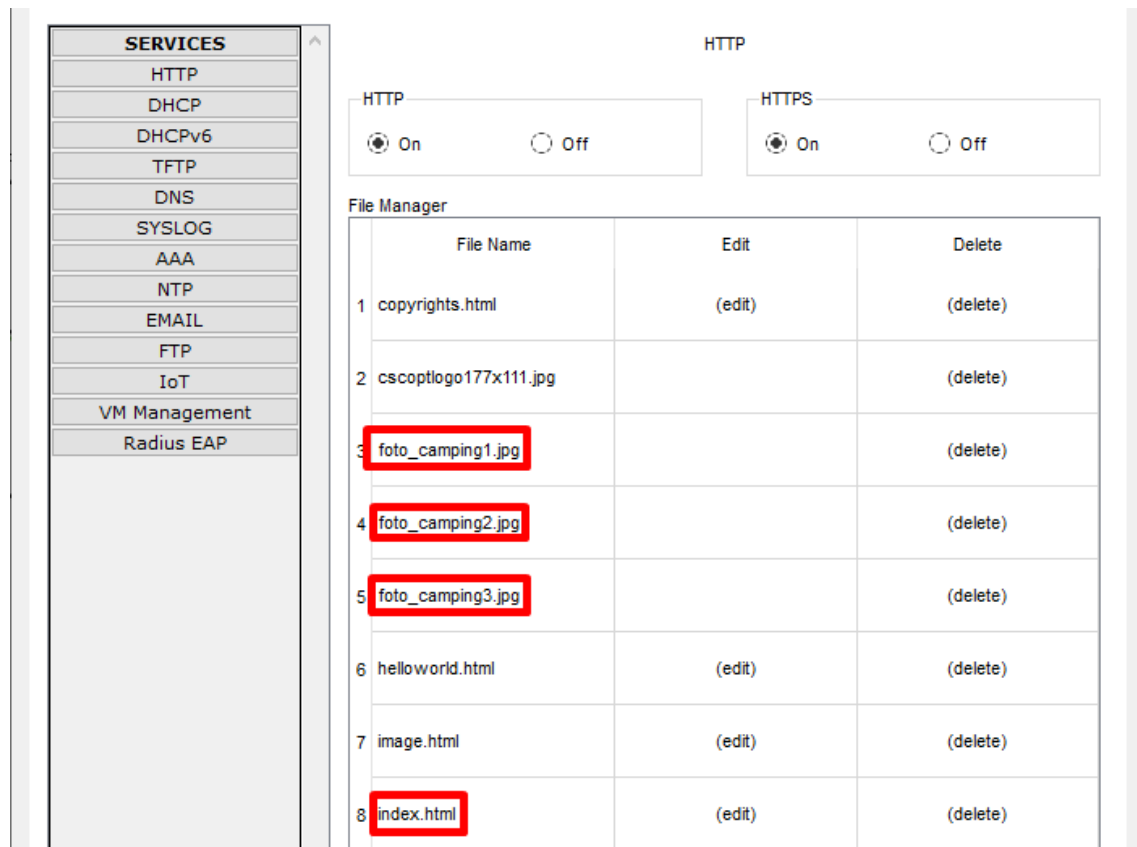 SERVICES
HTTP
DHCP
DHCPv6
TFTP
DNS
SYSLOG
AAA
NTP
EMAIL
FTP
IoT
VM Management
Radius EAP
HTTP
HTTP
On Off
HTTPS
On Off
File Manager
File Name Edit Delete
1 copyrights.html (edit) (delete)
2 cscoptlogo177x111.jpg (delete)
3 foto_camping1.jpg (delete)
4 foto_camping2.jpg (delete)
5 foto_camping3.jpg (delete)
6 helloworld.html (edit) (delete)
7 image.html (edit) (delete)
8 index.html (edit) (delete)